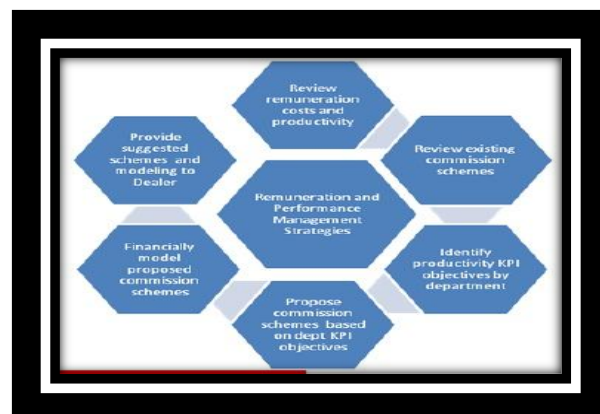 Review
remuneration
costs and
productivity
Review existing
commission
schemes
Identify
productivity KPI
objectives by
department
Propose
commission
schemes based
on dept KPI
objectives
Financially
model
proposed
commission
schemes
Provide
suggested
schemes and
modeling to
Dealer
Remuneration and
Performance
Management
Strategies